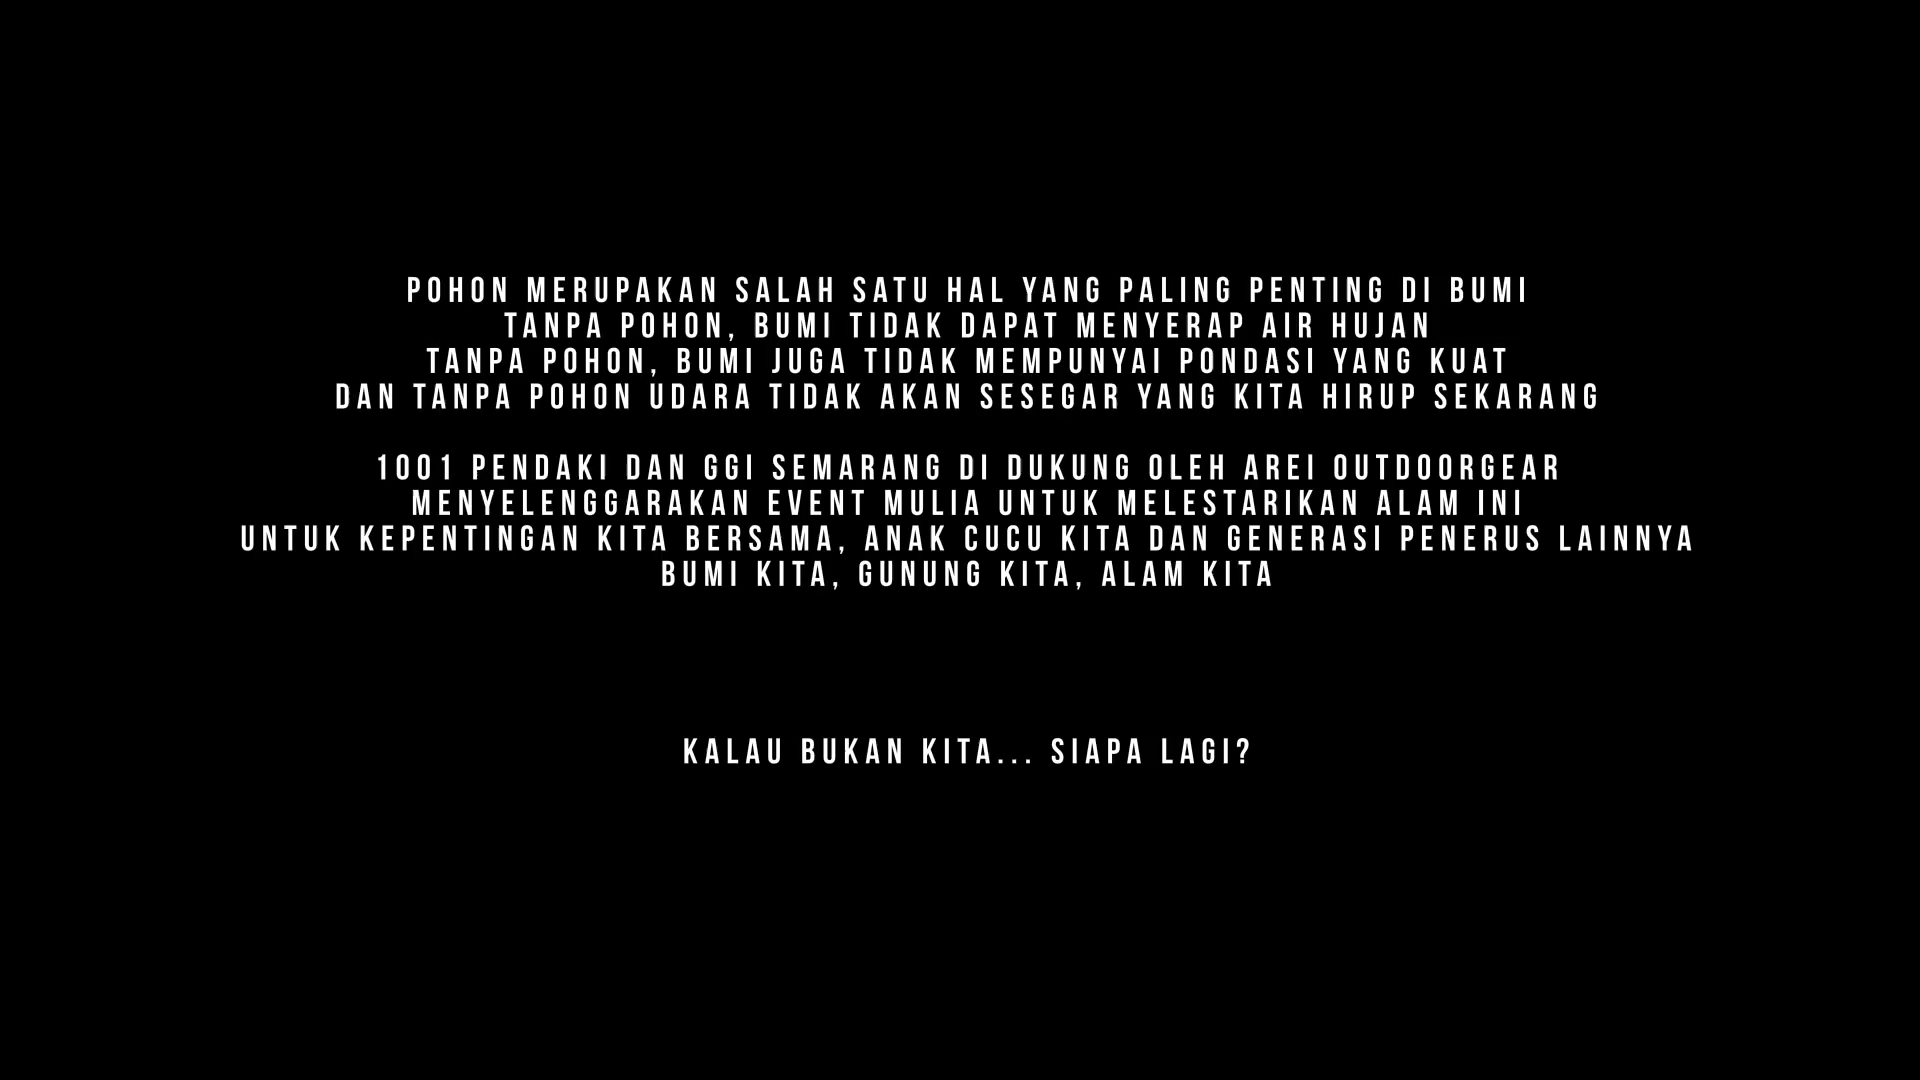 POHON MERUPAKAN SALAH SATU HAL YANG PALING PENTING DI BUMI
TANPA POHON, BUMI TIDAK DAPAT MENYERAP AIR HUJAN
TANPA POHON, BUMI JUGA TIDAK MEMPUNYAI PONDASI YANG KUAT
DAN TANPA POHON UDARA TIDAK AKAN SESEGAR YANG KITA HIRUP SEKARANG
1001 PENDAKI DAN GGI SEMARANG DI DUKUNG OLEH AREI OUTDOORGEAR
MENYELENGGARAKAN EVENT MULIA UNTUK MELESTARIKAN ALAM INI
UNTUK KEPENTINGAN KITA BERSAMA, ANAK CUCU KITA DAN GENERASI PENERUS LAINNYA
BUMI KITA, GUNUNG KITA, ALAM KITA
KALAU BUKAN KITA... SIAPA LAGI?